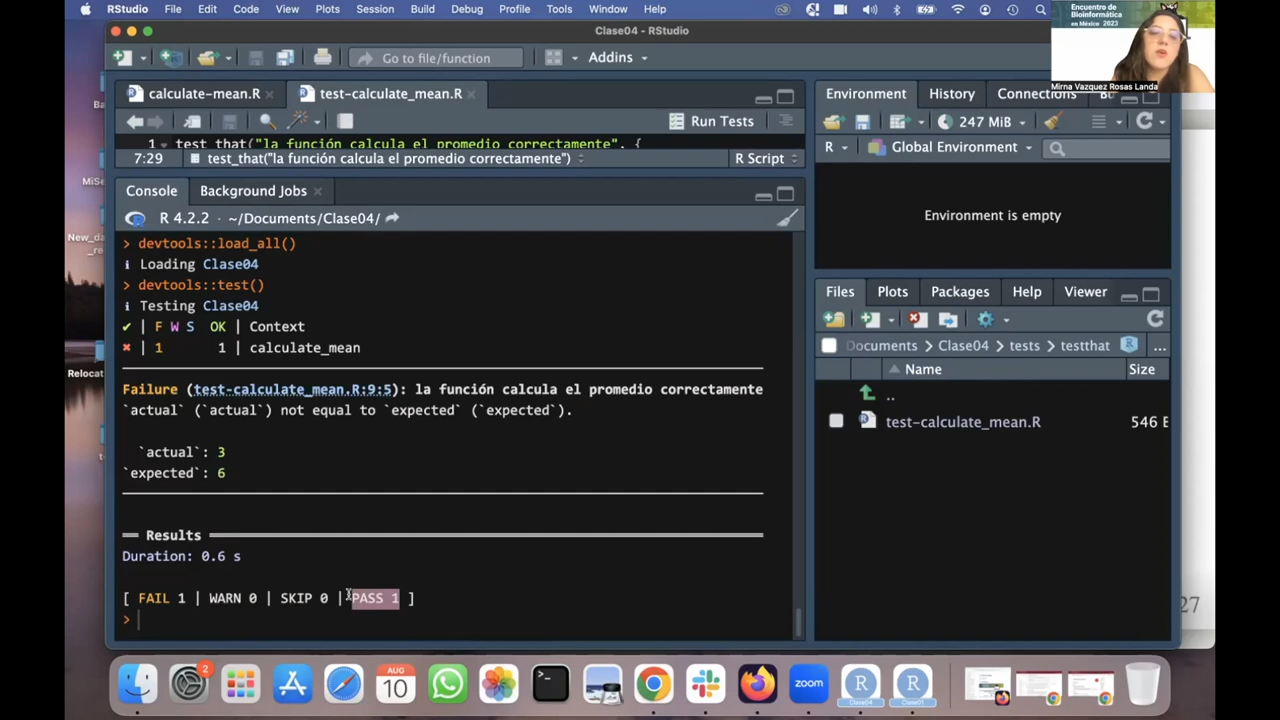 RStudio File Edit Code View Plots Session Build Debug Profile Tools Window Help
Encuentro de
Bioinformática
en México 2023
Mirna Vazquez Rosas Landa
Clase04 - RStudio
Go to file/function
Addins
calculate-mean.R
test-calculate_mean.R
Run Tests
1 test_that("la función calcula el promedio correctamente", {
7:29 test_that("la función calcula el promedio correctamente")
R Script
Console Background Jobs
R 4.2.2 · ~/Documents/Clase04/
> devtools::load_all()
ℹ Loading Clase04
> devtools::test()
ℹ Testing Clase04
✔ | F W S OK | Context
✖ | 1 1 | calculate_mean
Failure (test-calculate_mean.R:9:5): la función calcula el promedio correctamente
`actual` (`actual`) not equal to `expected` (`expected`).
`actual`: 3
`expected`: 6
══ Results
Duration: 0.6 s
[ FAIL 1 | WARN 0 | SKIP 0 | PASS 1 ]
>
Environment History Connections
247 MiB
R Global Environment
Environment is empty
Files Plots Packages Help Viewer
Documents > Clase04 > tests > testthat ...
Name Size
..
test-calculate_mean.R 546
27
2
AUG
10
zoom
Clase04
Clase01